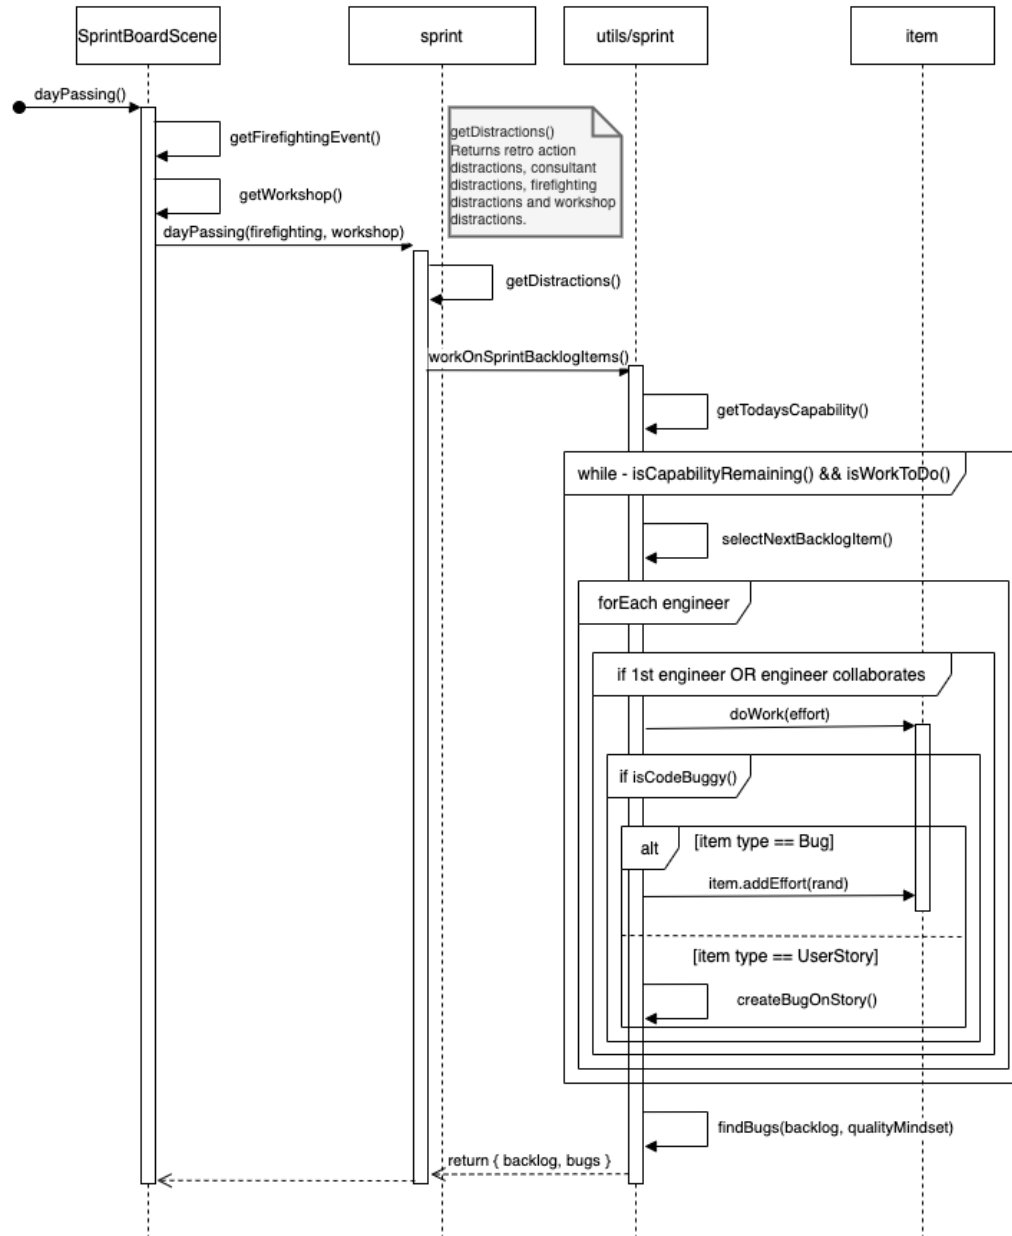 SprintBoardScene
sprint
utils/sprint
item
dayPassing()
getFirefightingEvent()
getDistractions()
Returns retro action
distractions, consultant
distractions, firefighting
distractions and workshop
distractions.
getWorkshop()
dayPassing(firefighting, workshop)
getDistractions()
workOnSprintBacklogItems()
getTodaysCapability()
while - isCapabilityRemaining() && isWorkToDo()
selectNextBacklogItem()
forEach engineer
if 1st engineer OR engineer collaborates
doWork(effort)
if isCodeBuggy()
alt
[item type == Bug]
item.addEffort(rand)
[item type == UserStory]
createBugOnStory()
findBugs(backlog, qualityMindset)
return { backlog, bugs }